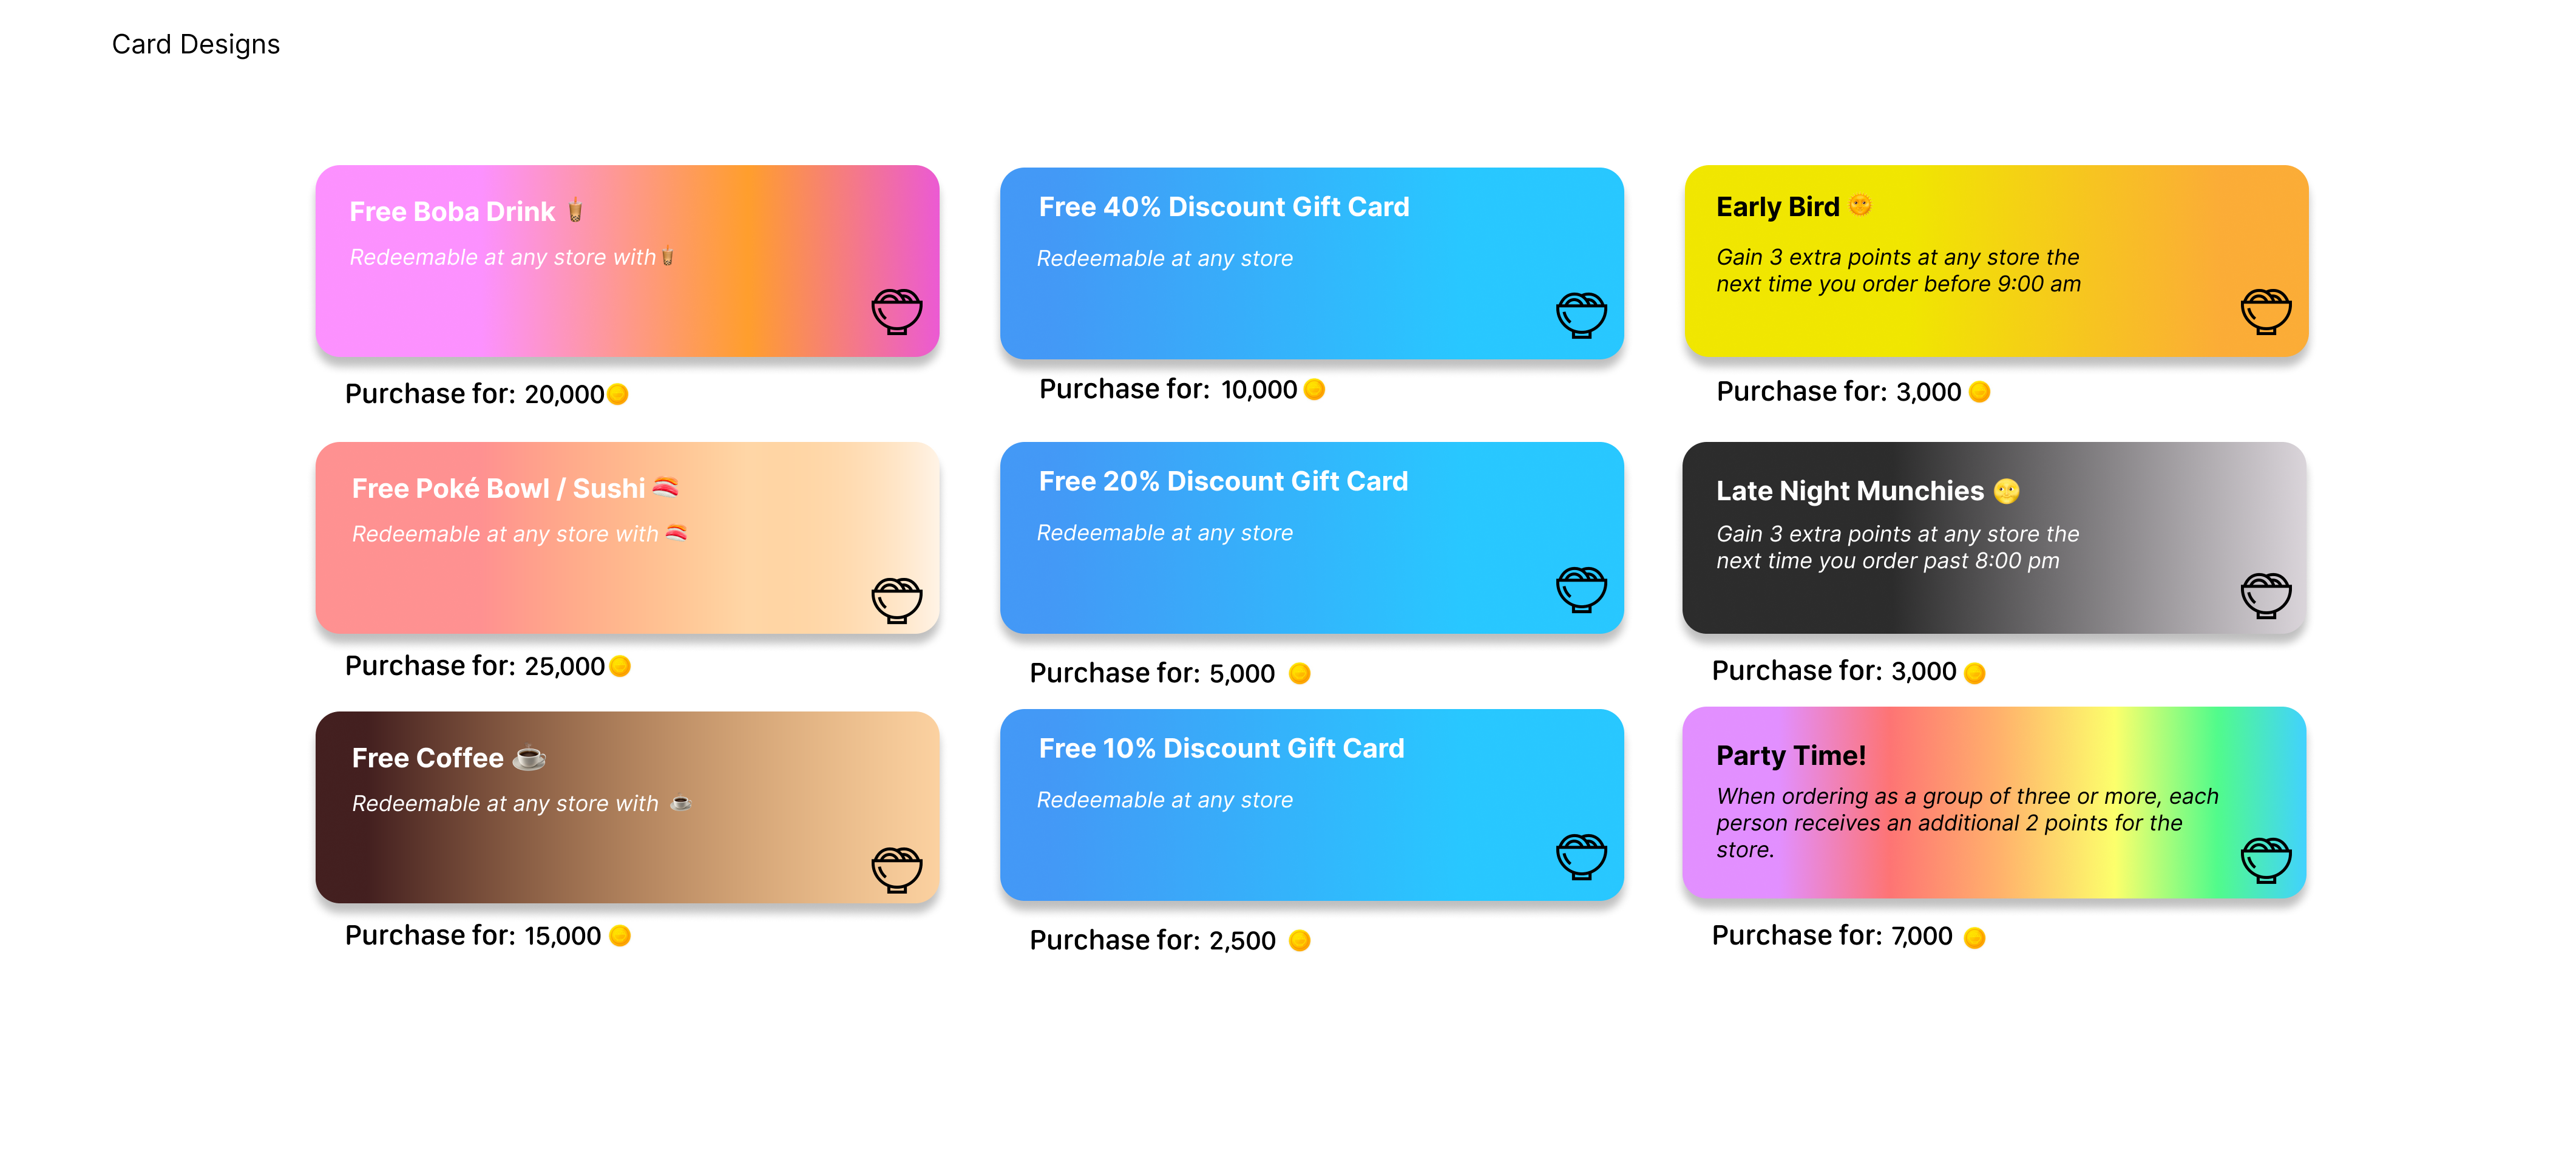 Card Designs
Free Boba Drink 🧋
Redeemable at any store with🧋
Purchase for: 20,000
Free 40% Discount Gift Card
Redeemable at any store
Purchase for: 10,000
Early Bird 🌞
Gain 3 extra points at any store the
next time you order before 9:00 am
Purchase for: 3,000
Free Poké Bowl / Sushi 🍣
Redeemable at any store with 🍣
Purchase for: 25,000
Free 20% Discount Gift Card
Redeemable at any store
Purchase for: 5,000
Late Night Munchies 🌝
Gain 3 extra points at any store the
next time you order past 8:00 pm
Purchase for: 3,000
Free Coffee ☕
Redeemable at any store with ☕
Purchase for: 15,000
Free 10% Discount Gift Card
Redeemable at any store
Purchase for: 2,500
Party Time!
When ordering as a group of three or more, each
person receives an additional 2 points for the
store.
Purchase for: 7,000